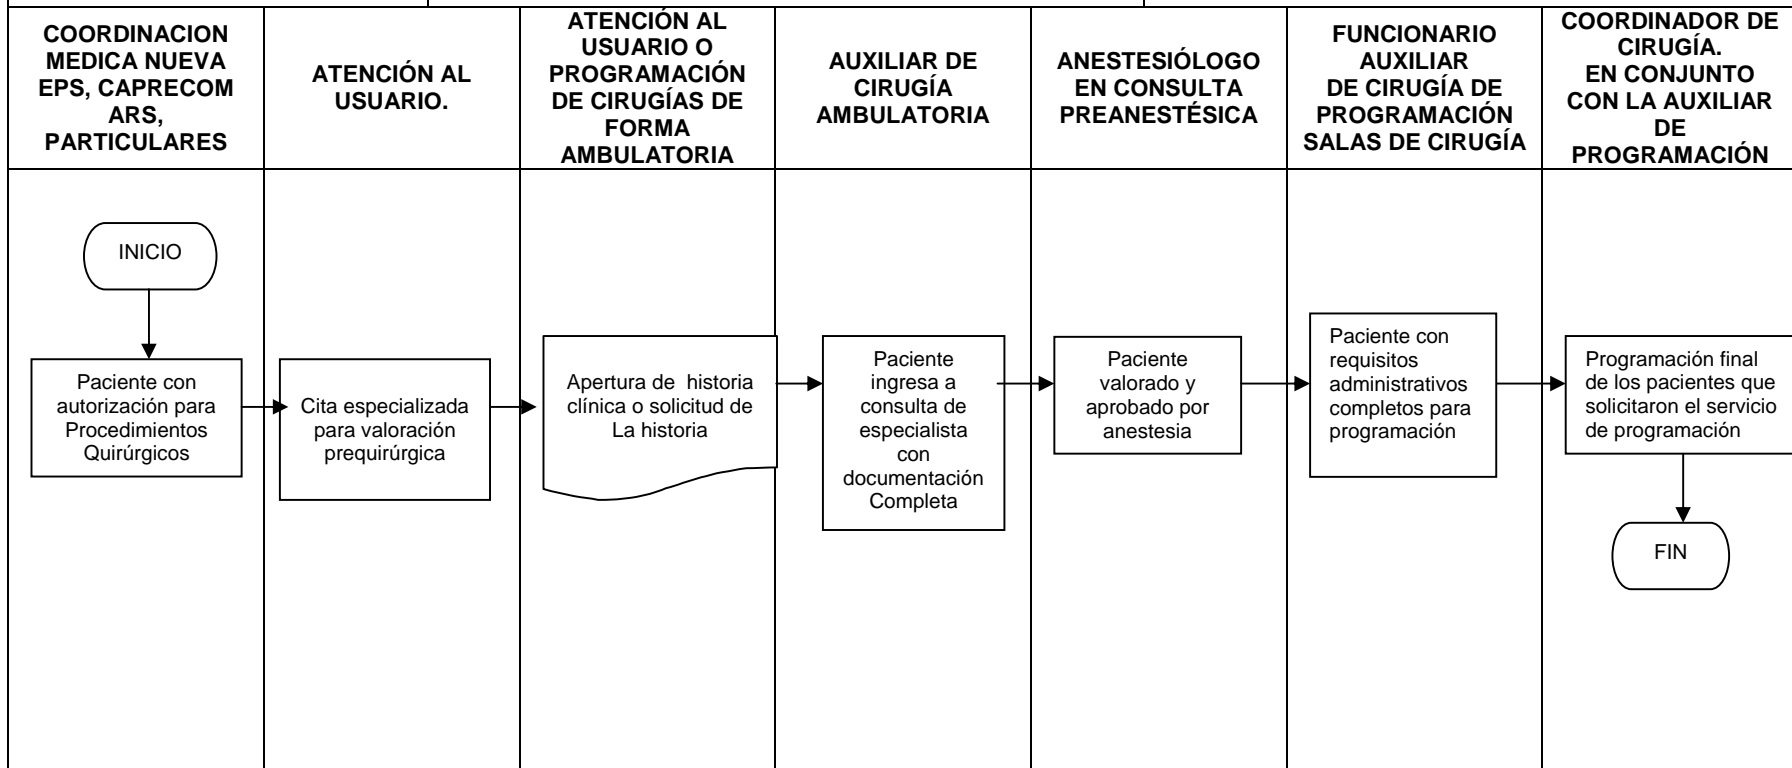 COORDINACION
MEDICA NUEVA
EPS, CAPRECOM
ARS,
PARTICULARES
ATENCIÓN AL
USUARIO.
ATENCIÓN AL
USUARIO O
PROGRAMACIÓN
DE CIRUGÍAS DE
FORMA
AMBULATORIA
AUXILIAR DE
CIRUGÍA
AMBULATORIA
ANESTESIÓLOGO
EN CONSULTA
PREANESTÉSICA
FUNCIONARIO
AUXILIAR
DE CIRUGÍA DE
PROGRAMACIÓN
SALAS DE CIRUGÍA
COORDINADOR DE
CIRUGÍA.
EN CONJUNTO
CON LA AUXILIAR
DE
PROGRAMACIÓN
INICIO
Paciente con
autorización para
Procedimientos
Quirúrgicos
Cita especializada
para valoración
prequirúrgica
Apertura de historia
clínica o solicitud de
La historia
Paciente
ingresa a
consulta de
especialista
con
documentación
Completa
Paciente
valorado y
aprobado por
anestesia
Paciente con
requisitos
administrativos
completos para
programación
Programación final
de los pacientes que
solicitaron el servicio
de programación
FIN